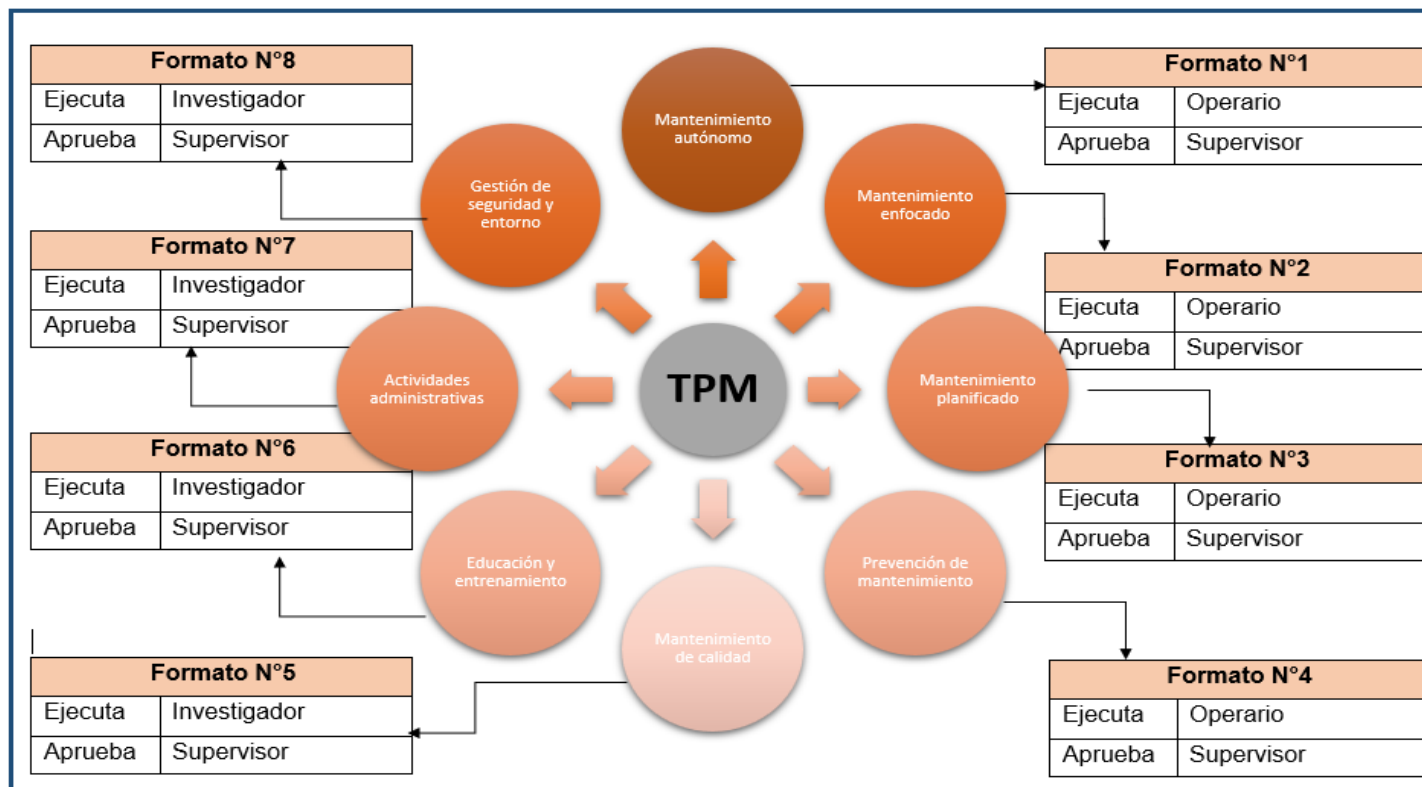 Formato N°8
Ejecuta Investigador
Aprueba Supervisor
Formato N°7
Ejecuta Investigador
Aprueba Supervisor
Formato N°6
Ejecuta Investigador
Aprueba Supervisor
Formato N°5
Ejecuta Investigador
Aprueba Supervisor
Mantenimiento
autónomo
Mantenimiento
enfocado
Mantenimiento
planificado
Prevención de
mantenimiento
Mantenimiento
de calidad
Educación y
entrenamiento
Actividades
administrativas
Gestión de
seguridad y
entorno
TPM
Formato N°1
Ejecuta Operario
Aprueba Supervisor
Formato N°2
Ejecuta Operario
Aprueba Supervisor
Formato N°3
Ejecuta Operario
Aprueba Supervisor
Formato N°4
Ejecuta Operario
Aprueba Supervisor